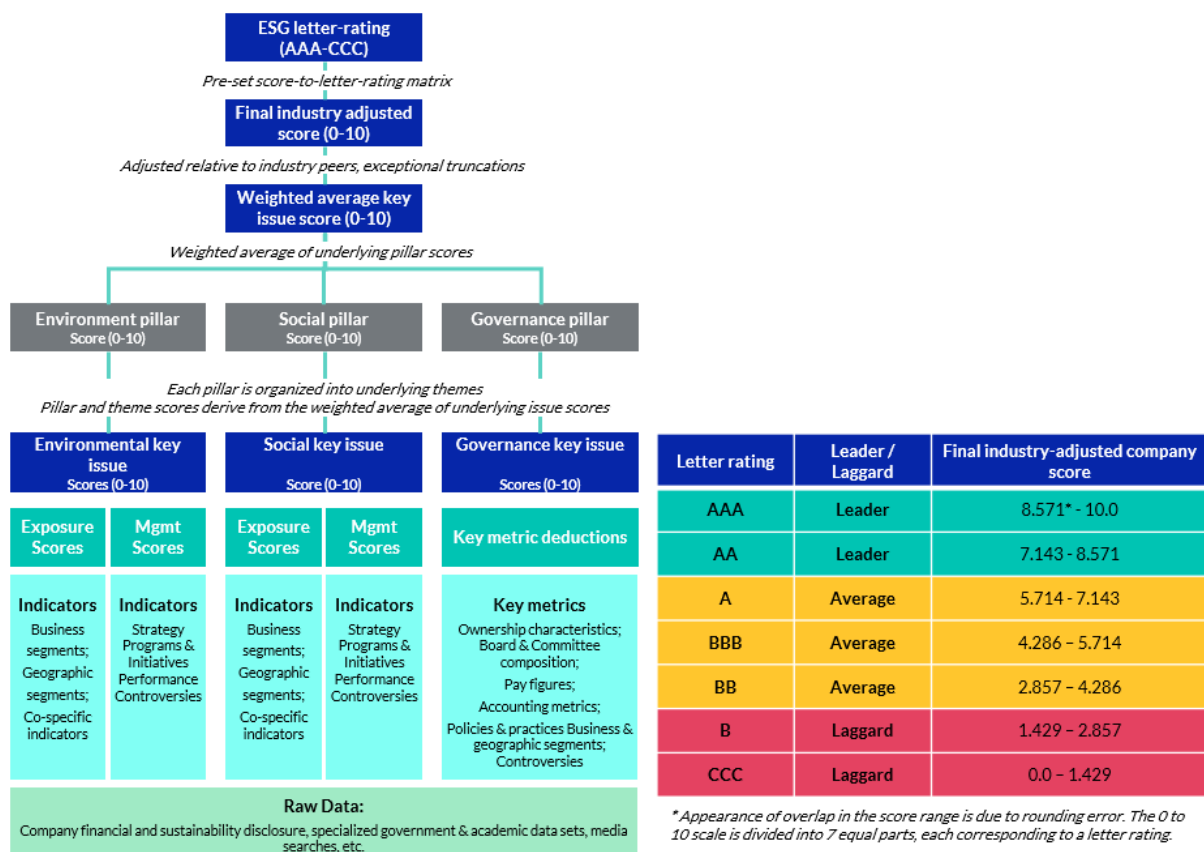 ESG letter-rating
(AAA-CCC)
Pre-set score-to-letter-rating matrix
Final industry adjusted
score (0-10)
Adjusted relative to industry peers, exceptional truncations
Weighted average key
issue score (0-10)
Weighted average of underlying pillar scores
Environment pillar
Score (0-10)
Social pillar
Score (0-10)
Governance pillar
Score (0-10)
Each pillar is organized into underlying themes
Pillar and theme scores derive from the weighted average of underlying issue scores
Environmental key
issue
Scores (0-10)
Social key issue
Score (0-10)
Governance key issue
Scores (0-10)
Exposure
Scores
Mgmt
Scores
Exposure
Scores
Mgmt
Scores
Key metric deductions
Indicators
Business
segments;
Geographic
segments;
Co-specific
indicators
Indicators
Strategy
Programs &
Initiatives
Performance
Controversies
Indicators
Business
segments;
Geographic
segments;
Co-specific
indicators
Indicators
Strategy
Programs &
Initiatives
Performance
Controversies
Key metrics
Ownership characteristics;
Board & Committee
composition;
Pay figures;
Accounting metrics;
Policies & practices Business &
geographic segments;
Controversies
Raw Data:
Company financial and sustainability disclosure, specialized government & academic data sets, media
searches, etc.
Letter rating
Leader /
Laggard
Final industry-adjusted company
score
AAA Leader 8.571* - 10.0
AA Leader 7.143 - 8.571
A Average 5.714 - 7.143
BBB Average 4.286 – 5.714
BB Average 2.857 – 4.286
B Laggard 1.429 – 2.857
CCC Laggard 0.0 – 1.429
* Appearance of overlap in the score range is due to rounding error. The 0 to
10 scale is divided into 7 equal parts, each corresponding to a letter rating.